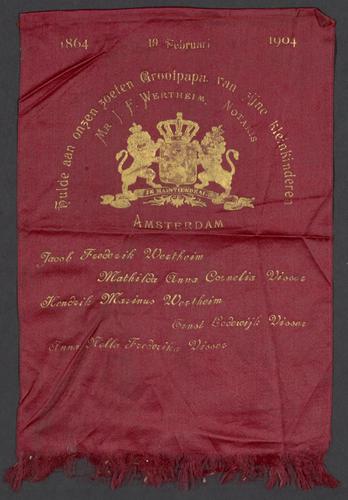 1864 19 Februari 1904
Hulde aan onzen zoeten Grootpapa. van zijne kleinkinderen
Mr J. F. Wertheim, Notaris
JE MAINTIENDRAI
Amsterdam
Jacob Frederik Wertheim
Mathilda Anna Cornelia Visser
Hendrik Marinus Wertheim
Ernst Lodewijk Visser
Anna Nella Frederika Visser